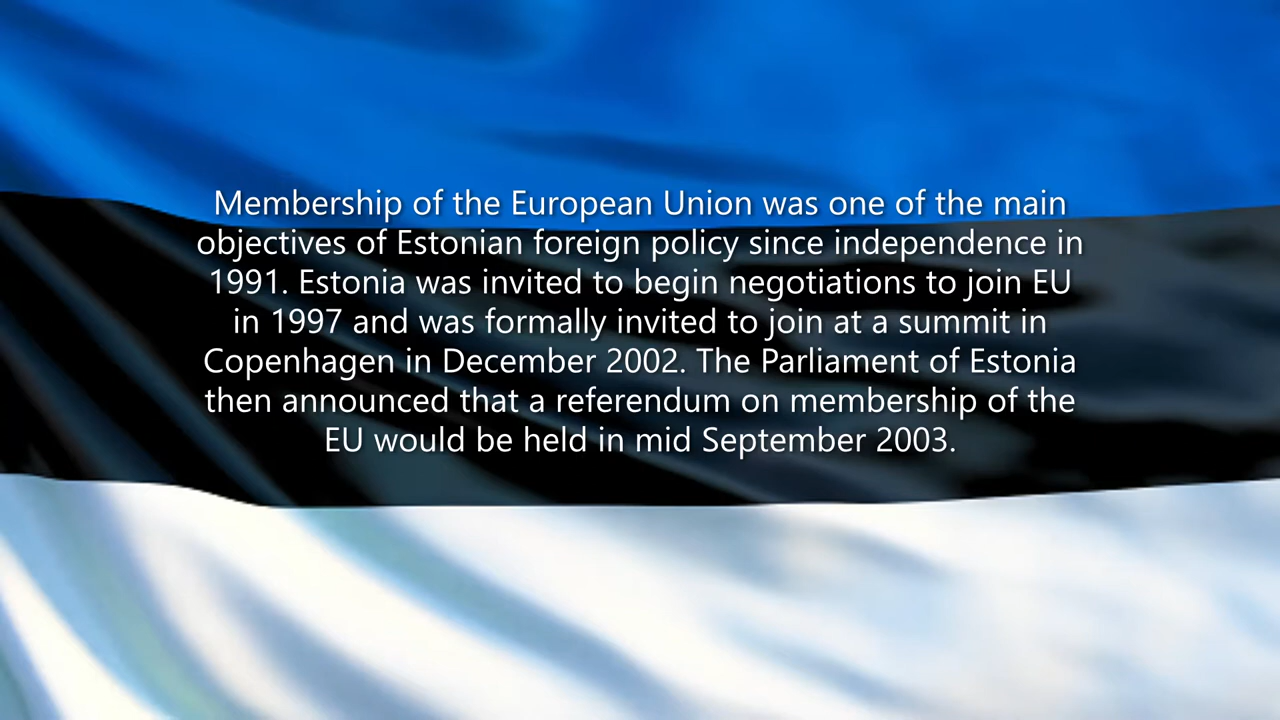 Membership of the European Union was one of the main
objectives of Estonian foreign policy since independence in
1991. Estonia was invited to begin negotiations to join EU
in 1997 and was formally invited to join at a summit in
Copenhagen in December 2002. The Parliament of Estonia
then announced that a referendum on membership of the
EU would be held in mid September 2003.